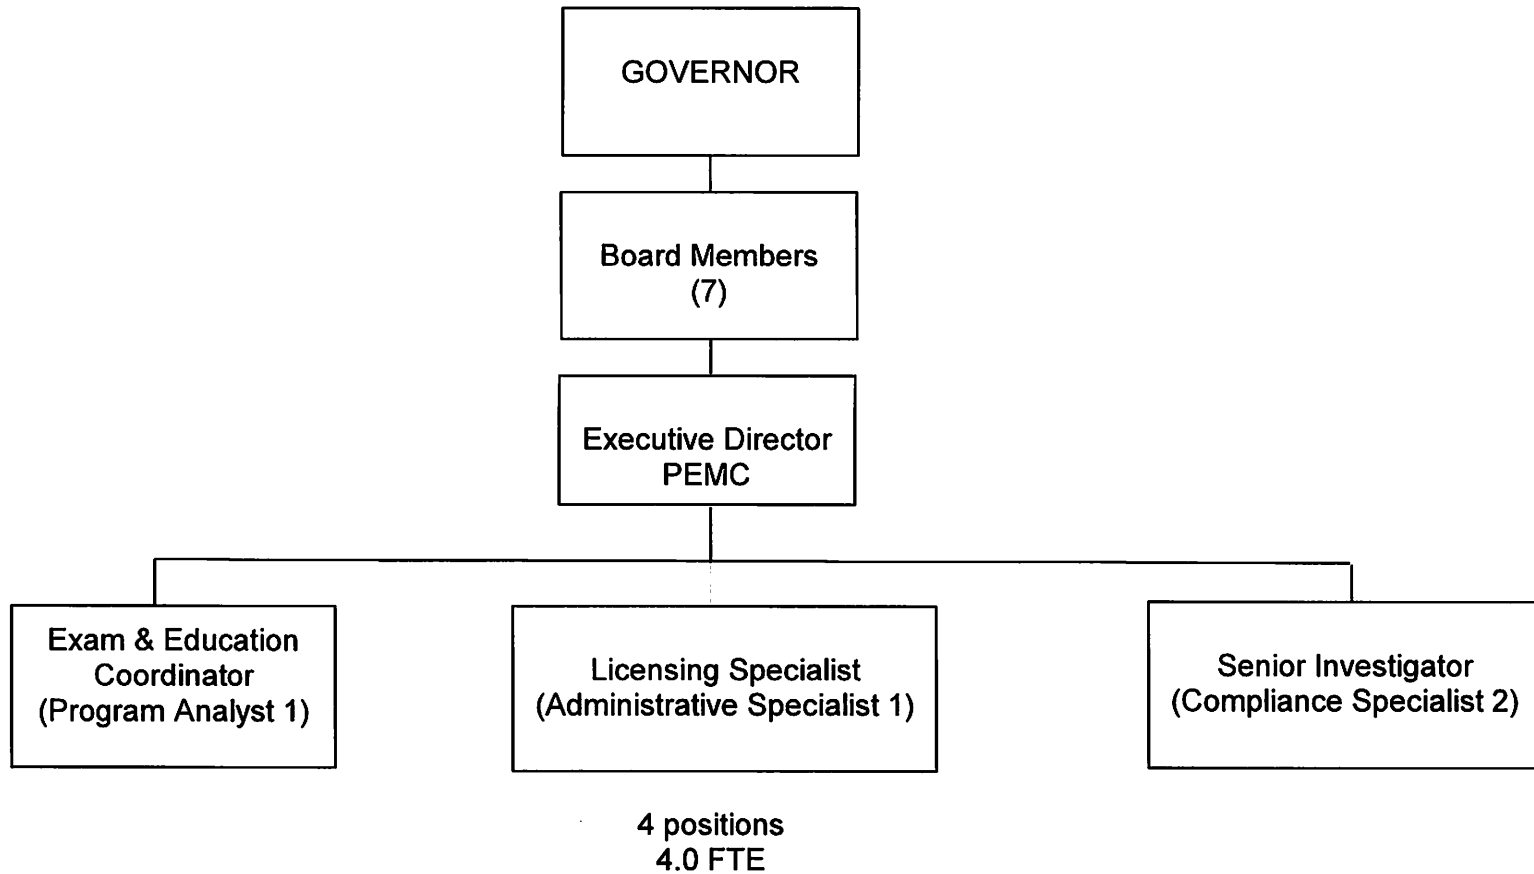 GOVERNOR
Board Members
(7)
Executive Director
PEMC
Exam & Education
Coordinator
(Program Analyst 1)
Licensing Specialist
(Administrative Specialist 1)
Senior Investigator
(Compliance Specialist 2)
4 positions
4.0 FTE